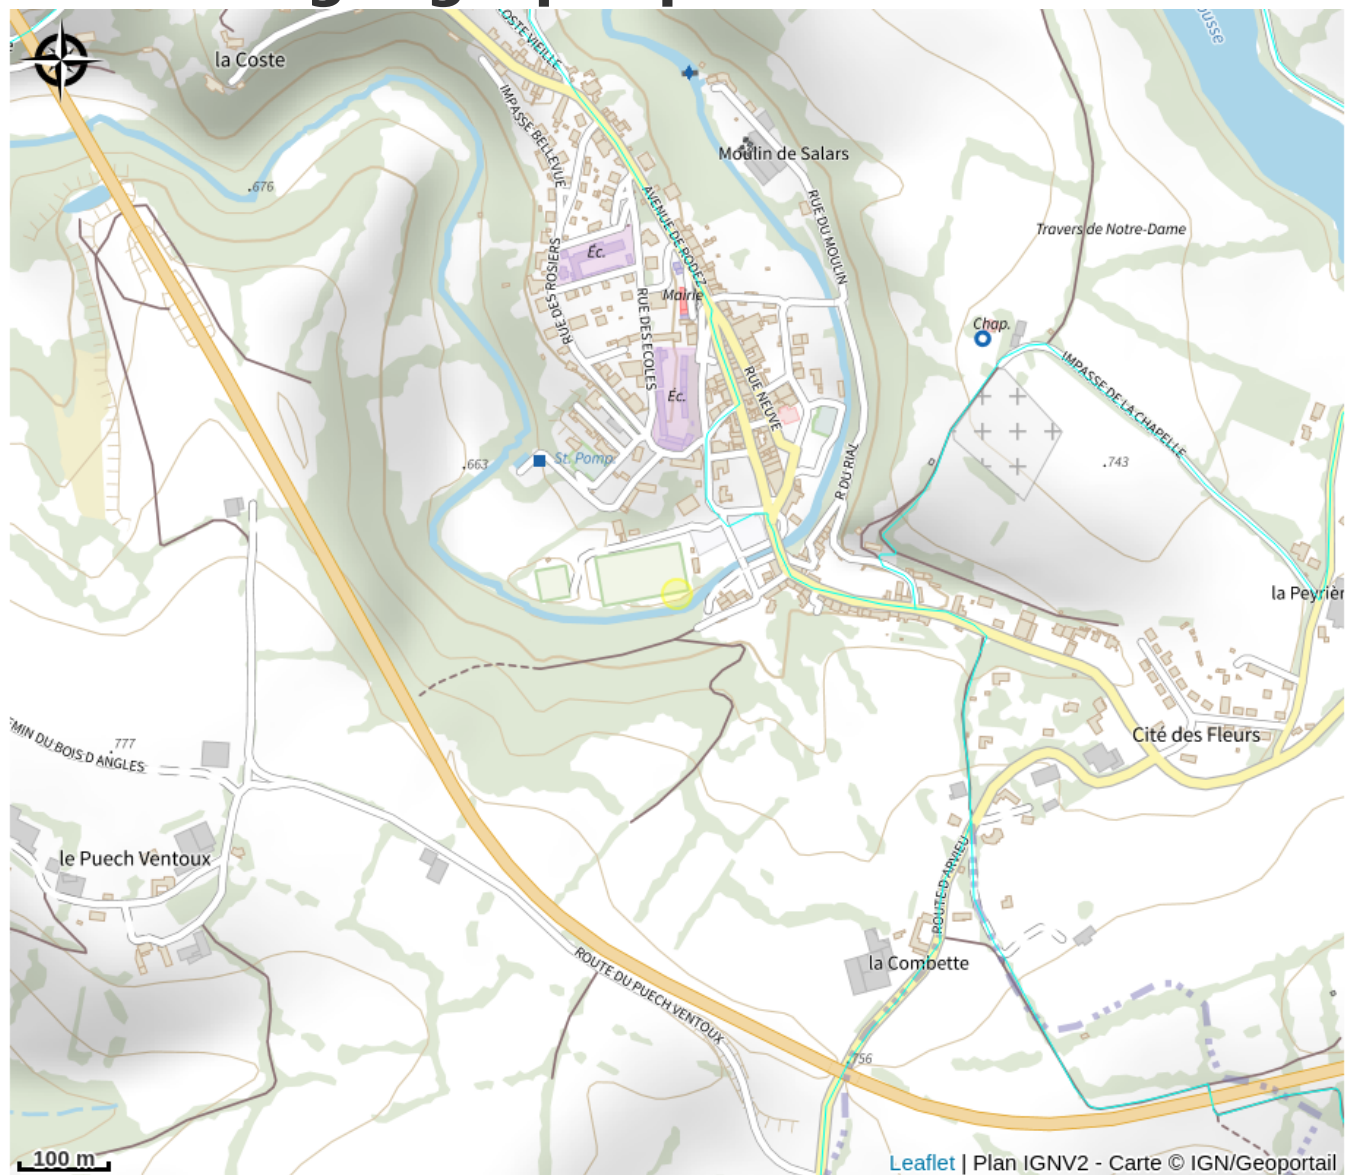 la Coste
COSTE VIEILLE
IMPASSE BELLEVUE
Moulin de Salars
.676
AVENUE DE RODEZ
RUE DU MOULIN
Travers de Notre-Dame
Éc.
RUE DES ROSIERS
Mairie
RUE DES ECOLES
Chap.
IMPASSE DE LA CHAPELLE
RUE NEUVE
Éc.
St. Pomp.
.663
R DU RIAL
.743
la Peyrièr
EMIN DU BOIS D ANGLES
777
Cité des Fleurs
le Puech Ventoux
ROUTE D ARVIEU
la Combette
ROUTE DU PUECH VENTOUX
756
100 m
Leaflet | Plan IGNV2 - Carte © IGN/Geoportail